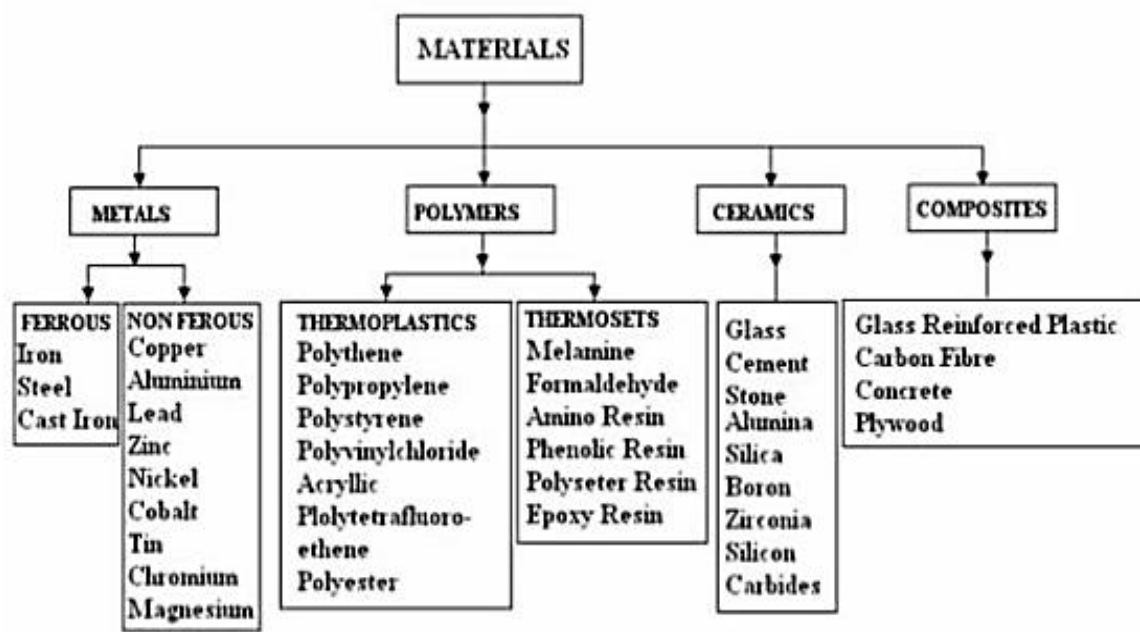 MATERIALS
METALS
POLYMERS
CERAMICS
COMPOSITES
FERROUS
Iron
Steel
Cast Iron
NON FEROUS
Copper
Aluminium
Lead
Zinc
Nickel
Cobalt
Tin
Chromium
Magnesium
THERMOPLASTICS
Polythene
Polypropylene
Polystyrene
Polyvinylchloride
Acryllic
Plolytetrafluoro-
ethene
Polyester
THERMOSETS
Melamine
Formaldehyde
Amino Resin
Phenolic Resin
Polyseter Resin
Epoxy Resin
Glass
Cement
Stone
Alumina
Silica
Boron
Zirconia
Silicon
Carbides
Glass Reinforced Plastic
Carbon Fibre
Concrete
Plywood